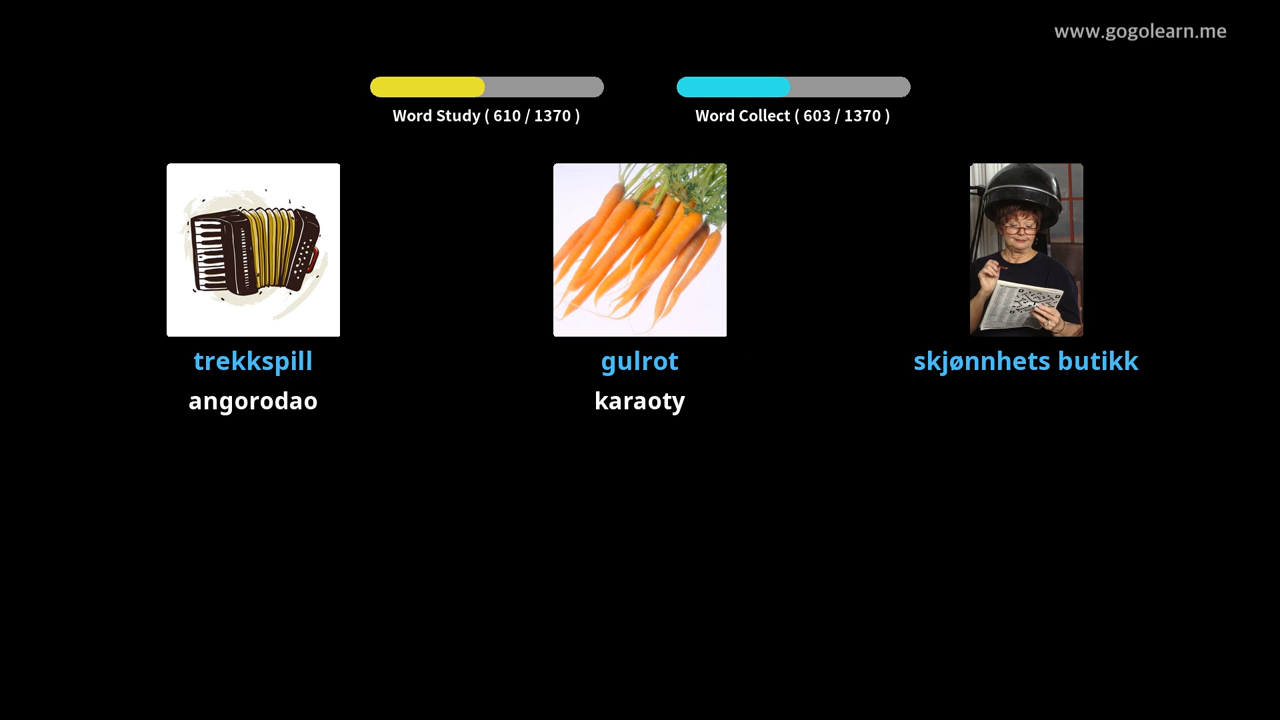 www.gogolearn.me
Word Study ( 610 / 1370 )
Word Collect ( 603 / 1370 )
trekkspill
gulrot
skjønnhets butikk
angorodao
karaoty